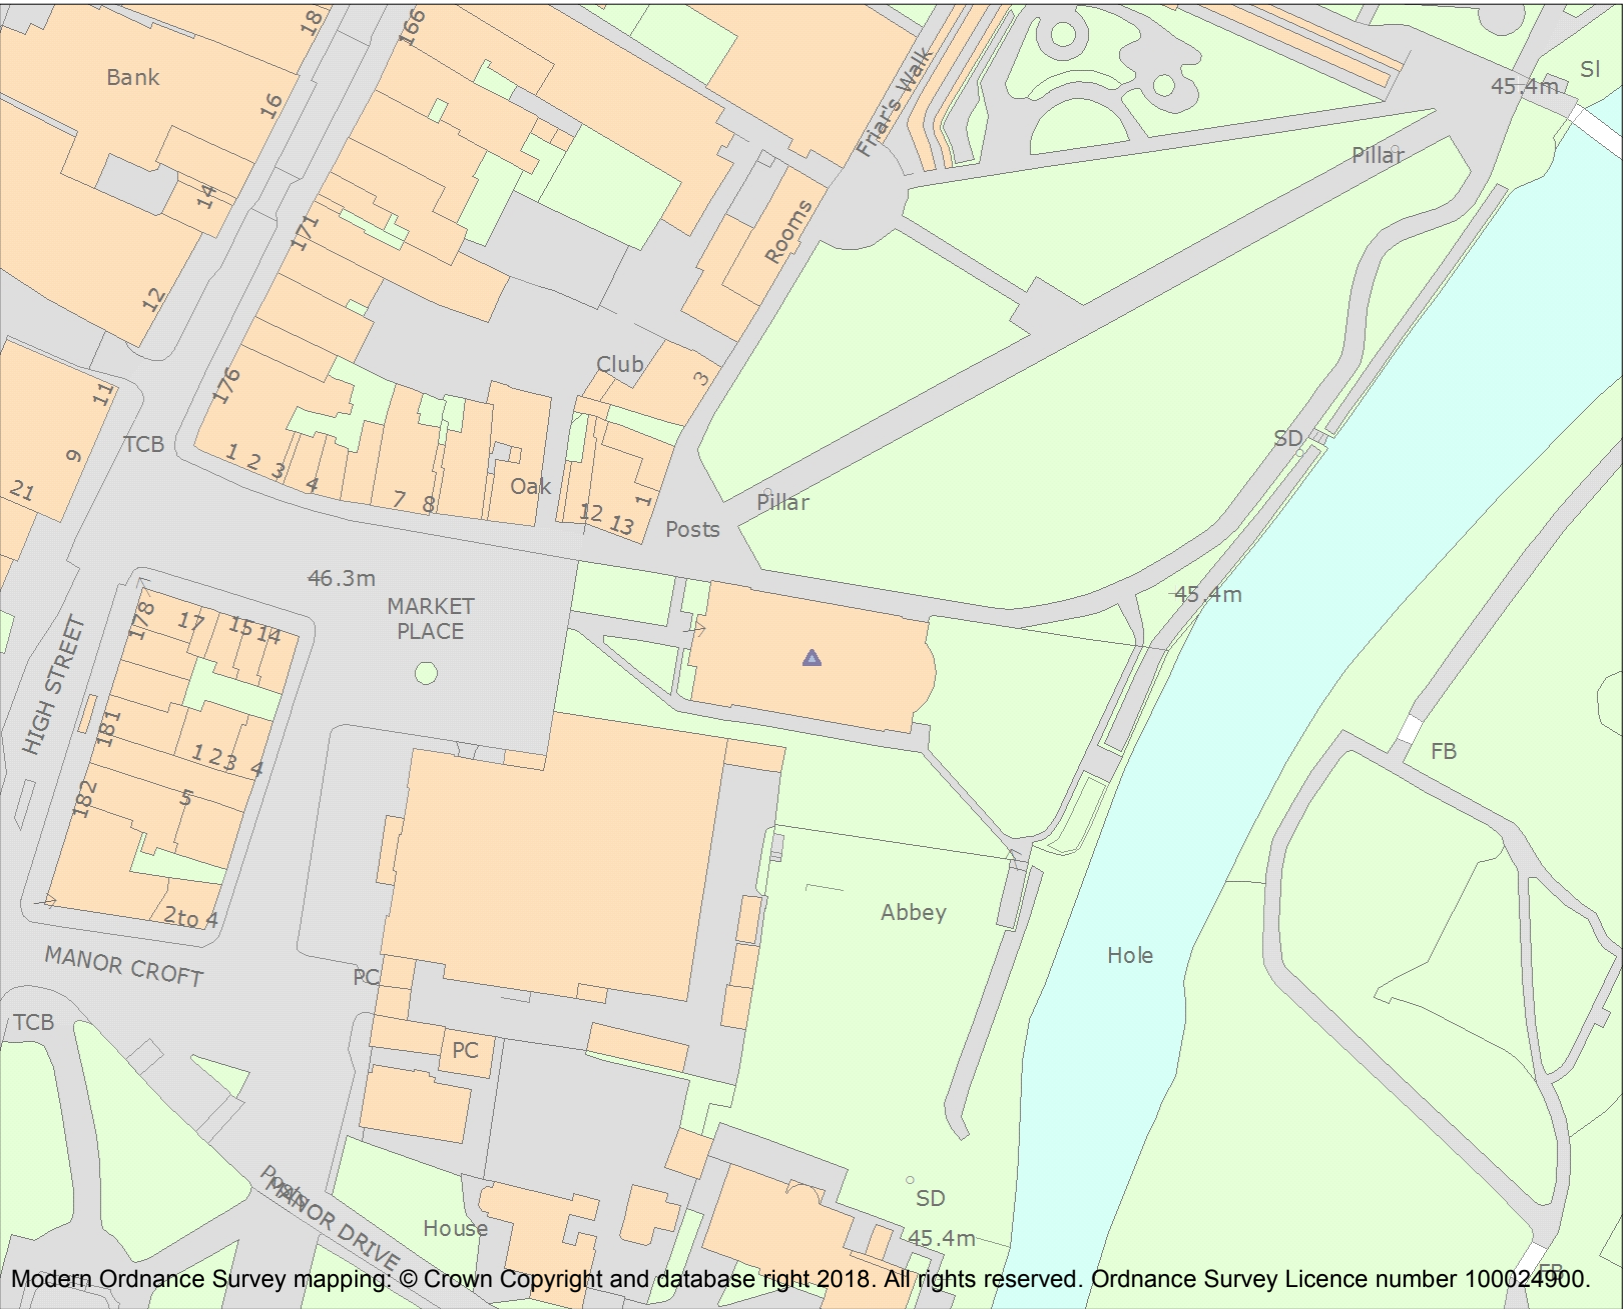 18
166
Bank
16
Friar's Walk
45.4m
Sl
Pillar
14
171
Rooms
12
Club
3
176
11
TCB
9
21
1
2
3
4
7
8
Oak
12
13
1
Posts
Pillar
SD
46.3m
MARKET
PLACE
45.4m
178
17
15
14
HIGH STREET
181
1
2
3
4
182
5
FB
2to 4
Abbey
MANOR CROFT
PC
Hole
TCB
PC
Posts
MANOR DRIVE
House
SD
45.4m
FB
Modern Ordnance Survey mapping: © Crown Copyright and database right 2018. All rights reserved. Ordnance Survey Licence number 100024900.